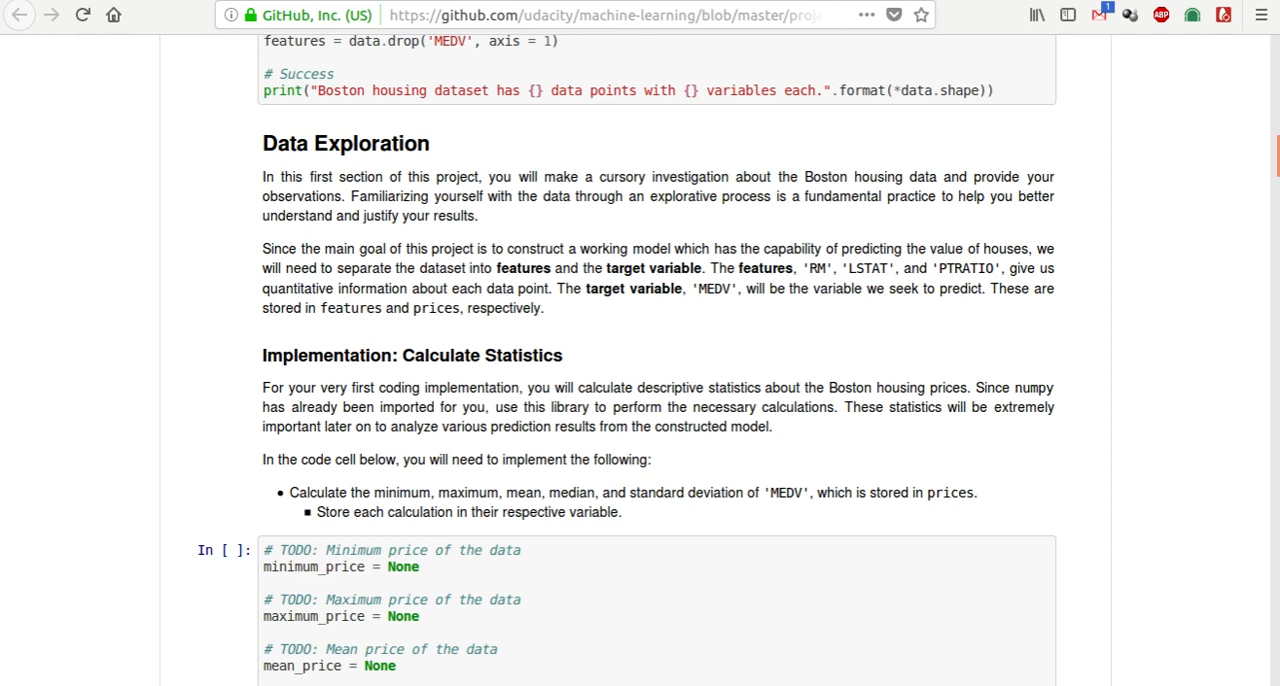 GitHub, Inc. (US) https://github.com/udacity/machine-learning/blob/master/proj
1
ABP
features = data.drop('MEDV', axis = 1)
# Success
print("Boston housing dataset has {} data points with {} variables each.".format(*data.shape))
Data Exploration
In this first section of this project, you will make a cursory investigation about the Boston housing data and provide your
observations. Familiarizing yourself with the data through an explorative process is a fundamental practice to help you better
understand and justify your results.
Since the main goal of this project is to construct a working model which has the capability of predicting the value of houses, we
will need to separate the dataset into features and the target variable. The features, 'RM', 'LSTAT', and 'PTRATIO', give us
quantitative information about each data point. The target variable, 'MEDV', will be the variable we seek to predict. These are
stored in features and prices, respectively.
Implementation: Calculate Statistics
For your very first coding implementation, you will calculate descriptive statistics about the Boston housing prices. Since numpy
has already been imported for you, use this library to perform the necessary calculations. These statistics will be extremely
important later on to analyze various prediction results from the constructed model.
In the code cell below, you will need to implement the following:
• Calculate the minimum, maximum, mean, median, and standard deviation of 'MEDV', which is stored in prices.
▪ Store each calculation in their respective variable.
In [ ]: # TODO: Minimum price of the data
minimum_price = None
# TODO: Maximum price of the data
maximum_price = None
# TODO: Mean price of the data
mean_price = None